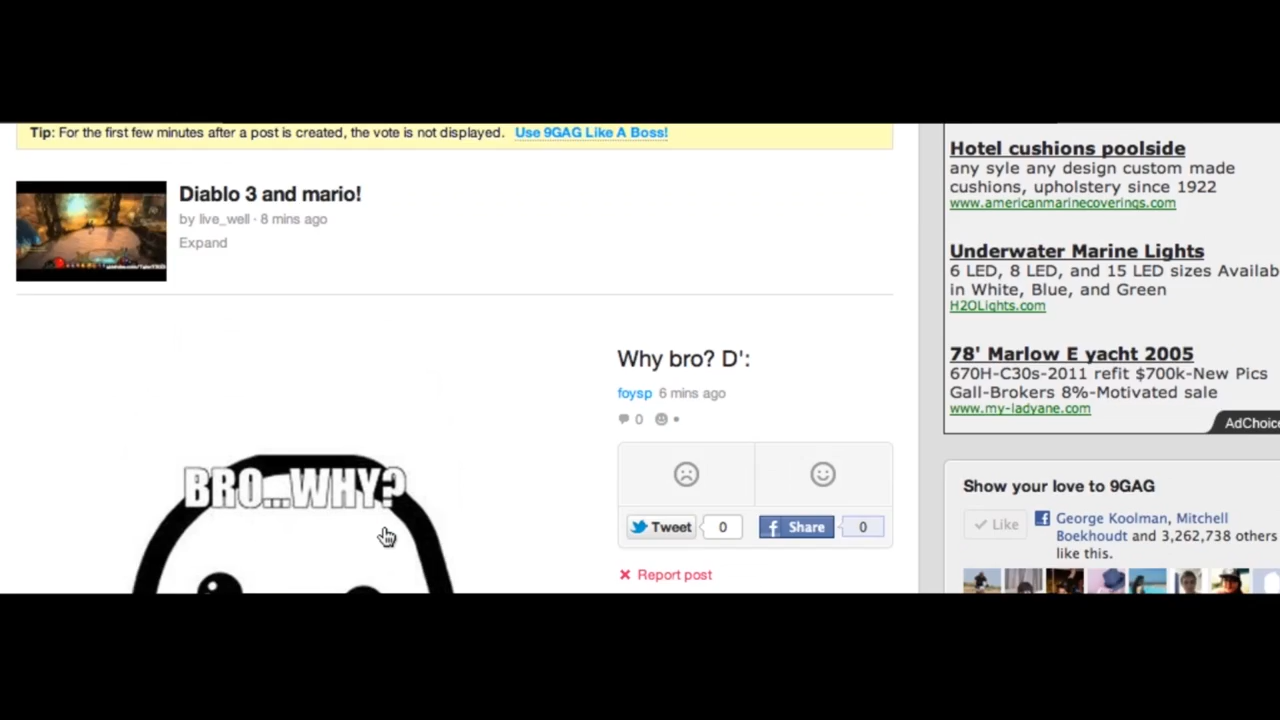 Tip: For the first few minutes after a post is created, the vote is not displayed. Use 9GAG Like A Boss!
Diablo 3 and mario!
by live_well · 8 mins ago
Expand
Why bro? D':
foysp 6 mins ago
0 •
BRO...WHY?
Tweet 0 Share 0
Report post
Hotel cushions poolside
any syle any design custom made
cushions, upholstery since 1922
www.americanmarinecoverings.com
Underwater Marine Lights
6 LED, 8 LED, and 15 LED sizes Availab
in White, Blue, and Green
H2OLights.com
78' Marlow E yacht 2005
670H-C30s-2011 refit $700k-New Pics
Gall-Brokers 8%-Motivated sale
www.my-ladyane.com
AdChoice
Show your love to 9GAG
Like
George Koolman, Mitchell
Boekhoudt and 3,262,738 others
like this.